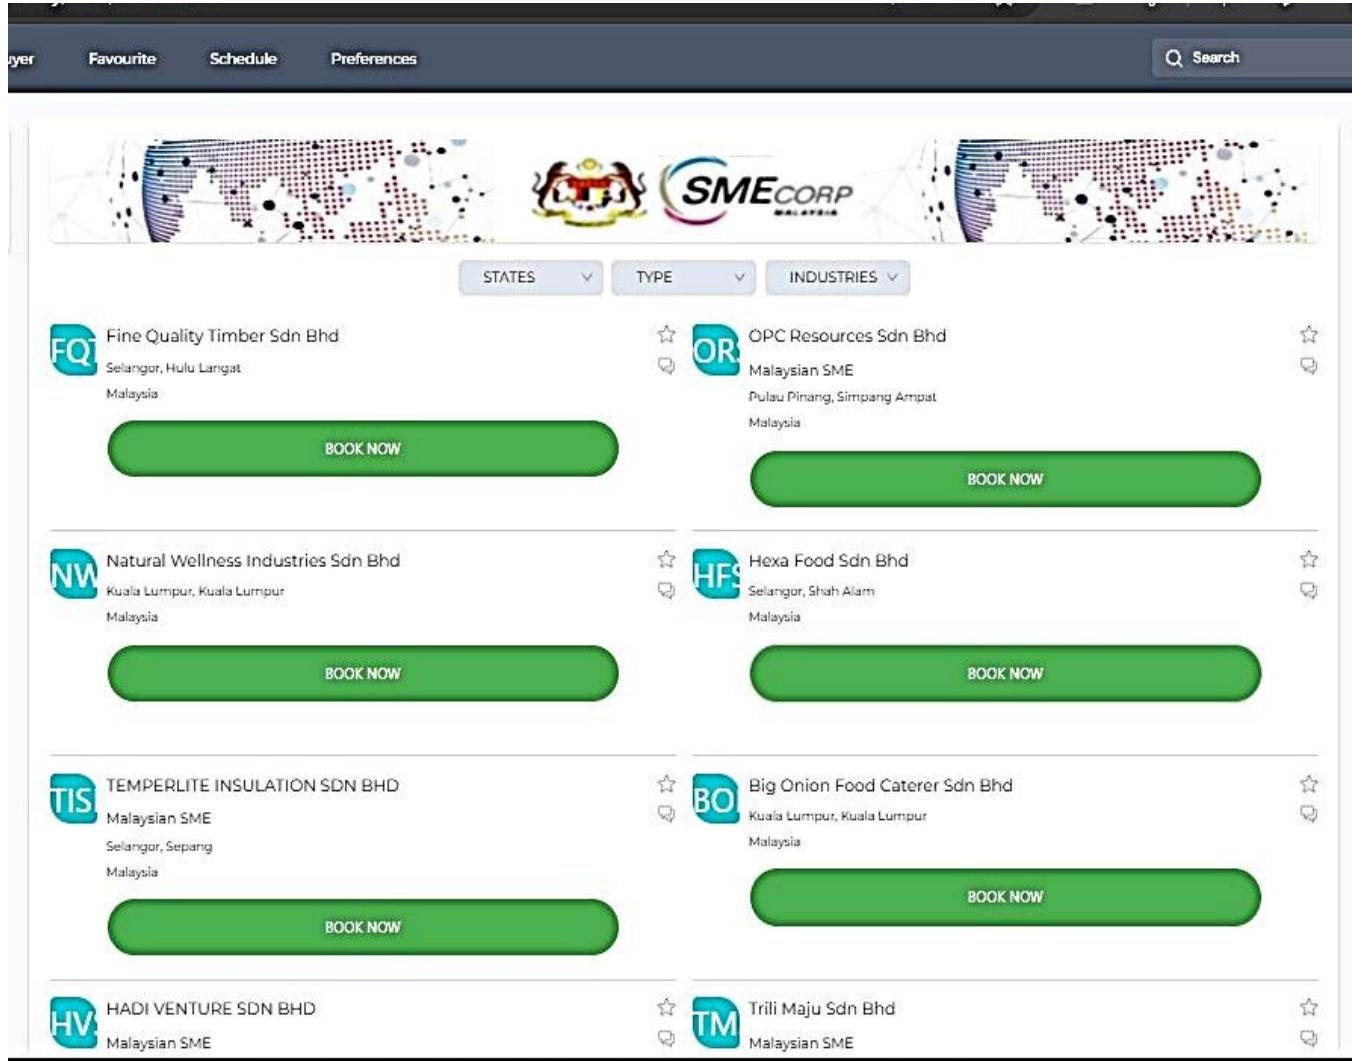 yer Favourite Schedule Preferences Search
SMECORP
MALAYSIA
STATES TYPE INDUSTRIES
FQT
Fine Quality Timber Sdn Bhd
Selangor, Hulu Langat
Malaysia
BOOK NOW
ORS
OPC Resources Sdn Bhd
Malaysian SME
Pulau Pinang, Simpang Ampat
Malaysia
BOOK NOW
NW
Natural Wellness Industries Sdn Bhd
Kuala Lumpur, Kuala Lumpur
Malaysia
BOOK NOW
HFS
Hexa Food Sdn Bhd
Selangor, Shah Alam
Malaysia
BOOK NOW
TIS
TEMPERLITE INSULATION SDN BHD
Malaysian SME
Selangor, Sepang
Malaysia
BOOK NOW
BO
Big Onion Food Caterer Sdn Bhd
Kuala Lumpur, Kuala Lumpur
Malaysia
BOOK NOW
HVS
HADI VENTURE SDN BHD
Malaysian SME
TM
Trili Maju Sdn Bhd
Malaysian SME